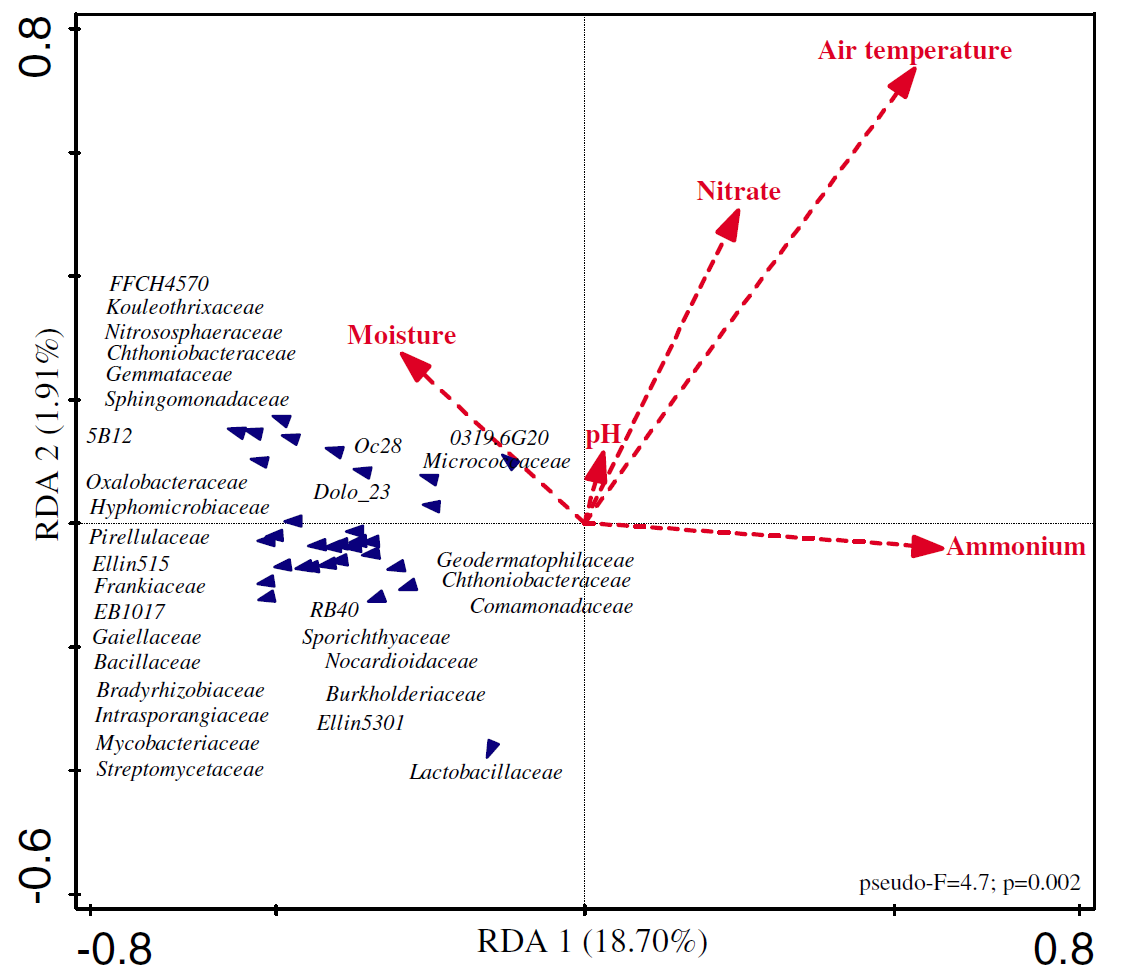 0.8
Air temperature
Nitrate
FFCH4570
Kouleothrixaceae
Nitrososphaeraceae
Moisture
Chthoniobacteraceae
Gemmataceae
Sphingomonadaceae
5B12
Oc28
0319.6G20
pH
Micrococcaceae
Oxalobacteraceae
Dolo_23
Hyphomicrobiaceae
Pirellulaceae
Ammonium
Ellin515
Geodermatophilaceae
Frankiaceae
Chthoniobacteraceae
EB1017
RB40
Comamonadaceae
Gaiellaceae
Sporichthyaceae
Bacillaceae
Nocardioidaceae
Bradyrhizobiaceae
Burkholderiaceae
Intrasporangiaceae
Ellin5301
Mycobacteriaceae
Streptomycetaceae
Lactobacillaceae
RDA 2 (1.91%)
-0.6
pseudo-F=4.7; p=0.002
-0.8
RDA 1 (18.70%)
0.8